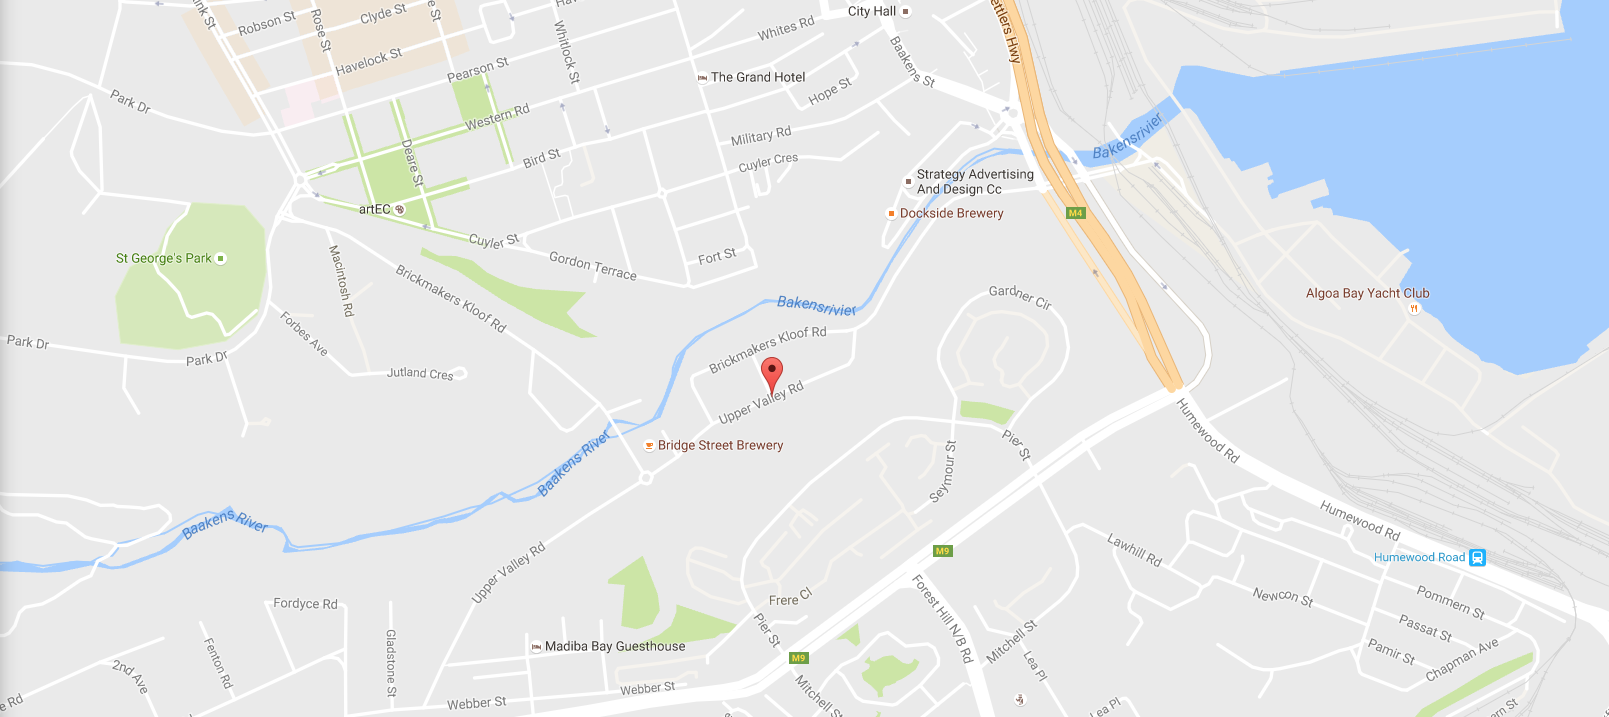 City Hall
ettlers Hwy
nk St
Robson St
Rose St
Clyde St
eare St
Hav
Whitlock St
Whites Rd
Baakens St
Havelock St
Pearson St
The Grand Hotel
Hope St
Park Dr
Western Rd
Military Rd
Bakensrivier
Deare St
Bird St
Cuyler Cres
Strategy Advertising
And Design Cc
artEC
Dockside Brewery
M4
Cuyler St
St George's Park
Macintosh Rd
Brickmakers Kloof Rd
Gordon Terrace
Fort St
Algoa Bay Yacht Club
Bakensrivier
Gardner Cir
Forbes Ave
Park Dr
Park Dr
Brickmakers Kloof Rd
Jutland Cres
Upper Valley Rd
Humewood Rd
Bridge Street Brewery
Pier St
Baakens River
Seymour St
Baakens River
Humewood Rd
M9
Lawhill Rd
Humewood Road
Upper Valley Rd
Frere Cl
Forest Hill N/B Rd
Newcon St
Pommern St
Fordyce Rd
Pier St
Passat St
Mitchell St
Gladstone St
Fenton Rd
Madiba Bay Guesthouse
M9
Lea Pl
Pamir St
Chapman Ave
2nd Ave
Webber St
Mitchell St
e Rd
Webber St
Lea Pl
ern St